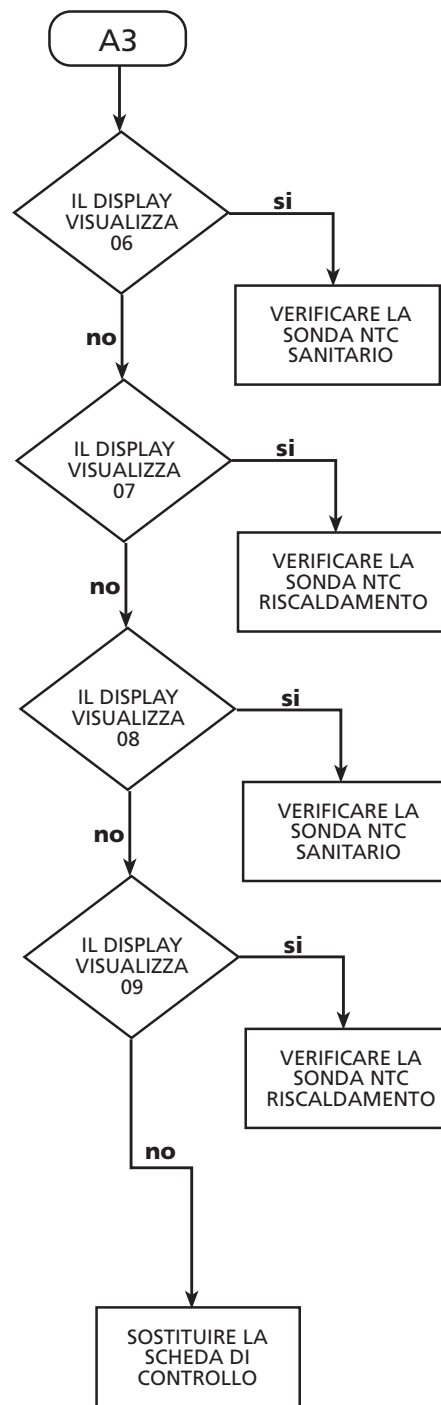 A3
IL DISPLAY
VISUALIZZA
06
si
VERIFICARE LA
SONDA NTC
SANITARIO
no
IL DISPLAY
VISUALIZZA
07
si
VERIFICARE LA
SONDA NTC
RISCALDAMENTO
no
IL DISPLAY
VISUALIZZA
08
si
VERIFICARE LA
SONDA NTC
SANITARIO
no
IL DISPLAY
VISUALIZZA
09
si
VERIFICARE LA
SONDA NTC
RISCALDAMENTO
no
SOSTITUIRE LA
SCHEDA DI
CONTROLLO